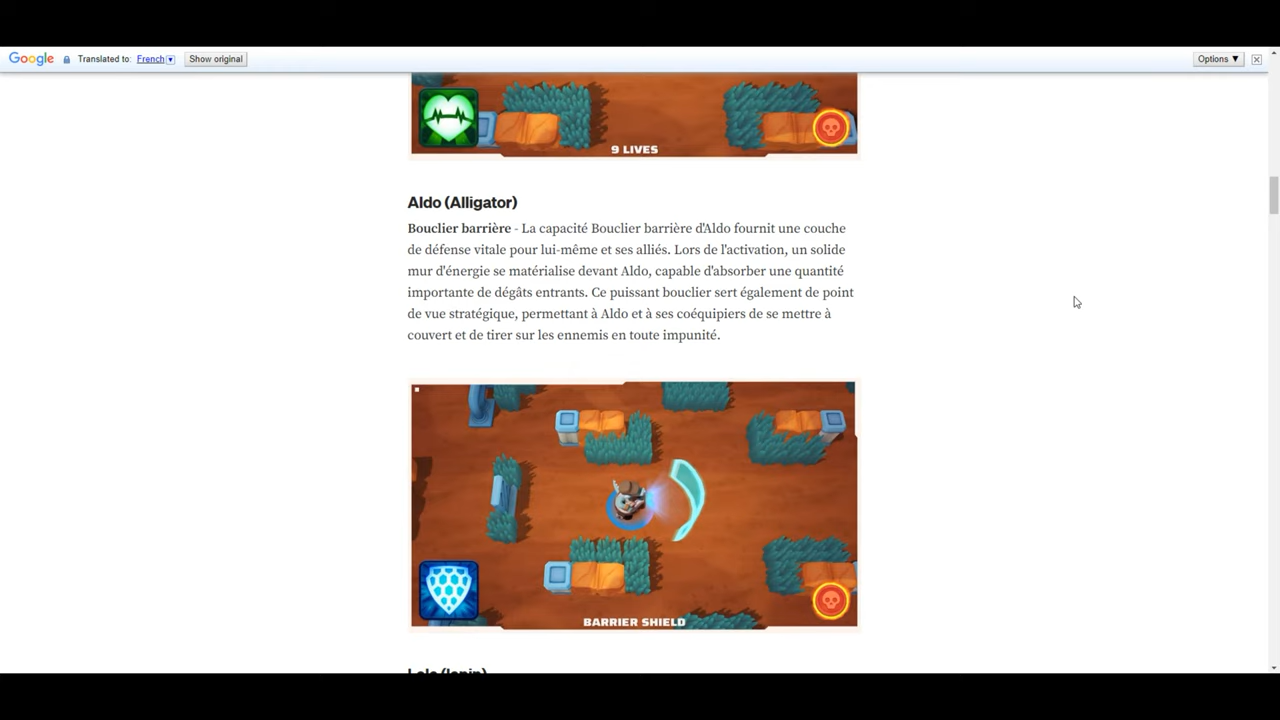 Google Translated to: French Show original Options ▼
9 LIVES
Aldo (Alligator)
Bouclier barrière - La capacité Bouclier barrière d'Aldo fournit une couche
de défense vitale pour lui-même et ses alliés. Lors de l'activation, un solide
mur d'énergie se matérialise devant Aldo, capable d'absorber une quantité
importante de dégâts entrants. Ce puissant bouclier sert également de point
de vue stratégique, permettant à Aldo et à ses coéquipiers de se mettre à
couvert et de tirer sur les ennemis en toute impunité.
BARRIER SHIELD